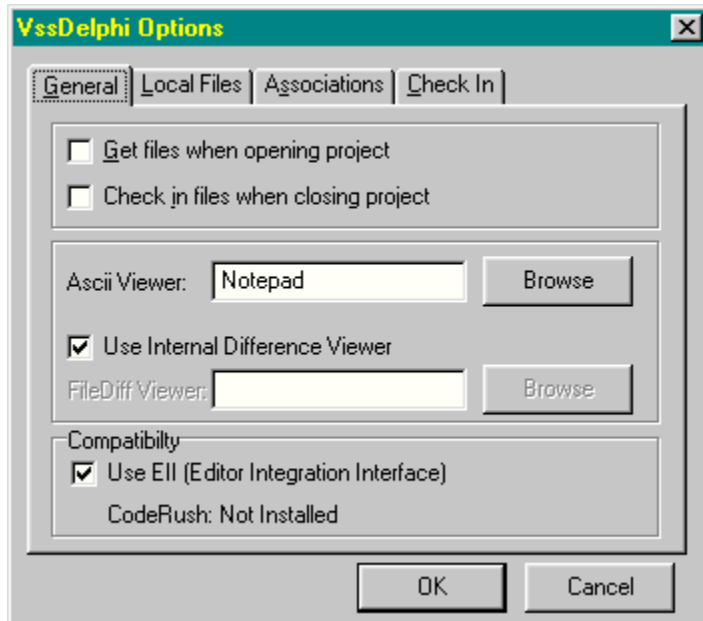 VssDelphi Options
General Local Files Associations Check In
Get files when opening project
Check in files when closing project
Ascii Viewer: Notepad Browse
Use Internal Difference Viewer
FileDiff Viewer: Browse
Compatibilty
Use EII (Editor Integration Interface)
CodeRush: Not Installed
OK Cancel